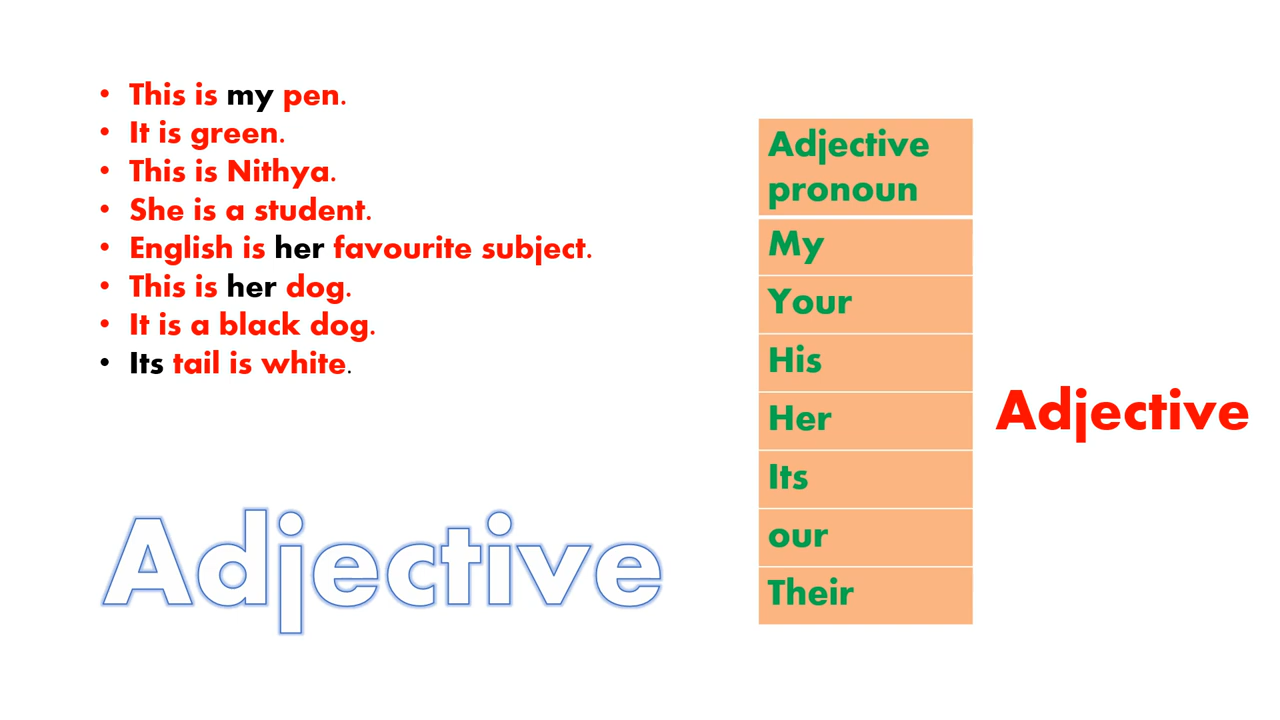 • This is my pen.
• It is green.
• This is Nithya.
• She is a student.
• English is her favourite subject.
• This is her dog.
• It is a black dog.
• Its tail is white.
Adjective
Adjective
pronoun
My
Your
His
Her
Its
our
Their
Adjective